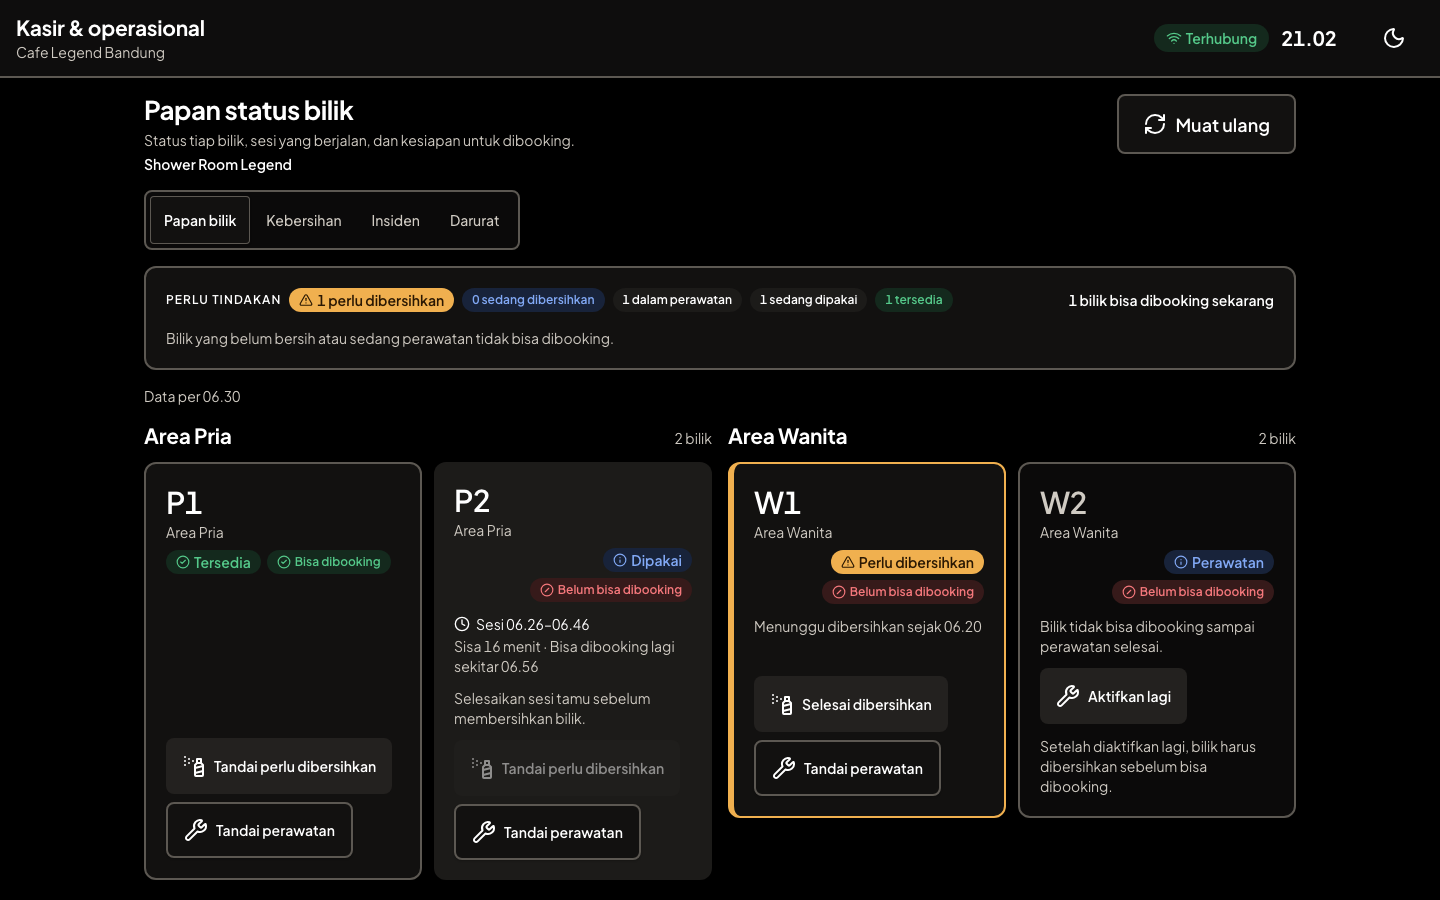 Kasir & operasional
Cafe Legend Bandung
Terhubung
21.02
Papan status bilik
Status tiap bilik, sesi yang berjalan, dan kesiapan untuk dibooking.
Shower Room Legend
Muat ulang
Papan bilik
Kebersihan
Insiden
Darurat
PERLU TINDAKAN
1 perlu dibersihkan
0 sedang dibersihkan
1 dalam perawatan
1 sedang dipakai
1 tersedia
1 bilik bisa dibooking sekarang
Bilik yang belum bersih atau sedang perawatan tidak bisa dibooking.
Data per 06.30
Area Pria
2 bilik
P1
Area Pria
Tersedia
Bisa dibooking
Tandai perlu dibersihkan
Tandai perawatan
P2
Area Pria
Dipakai
Belum bisa dibooking
Sesi 06.26–06.46
Sisa 16 menit · Bisa dibooking lagi
sekitar 06.56
Selesaikan sesi tamu sebelum
membersihkan bilik.
Tandai perlu dibersihkan
Tandai perawatan
Area Wanita
2 bilik
W1
Area Wanita
Perlu dibersihkan
Belum bisa dibooking
Menunggu dibersihkan sejak 06.20
Selesai dibersihkan
Tandai perawatan
W2
Area Wanita
Perawatan
Belum bisa dibooking
Bilik tidak bisa dibooking sampai
perawatan selesai.
Aktifkan lagi
Setelah diaktifkan lagi, bilik harus
dibersihkan sebelum bisa
dibooking.